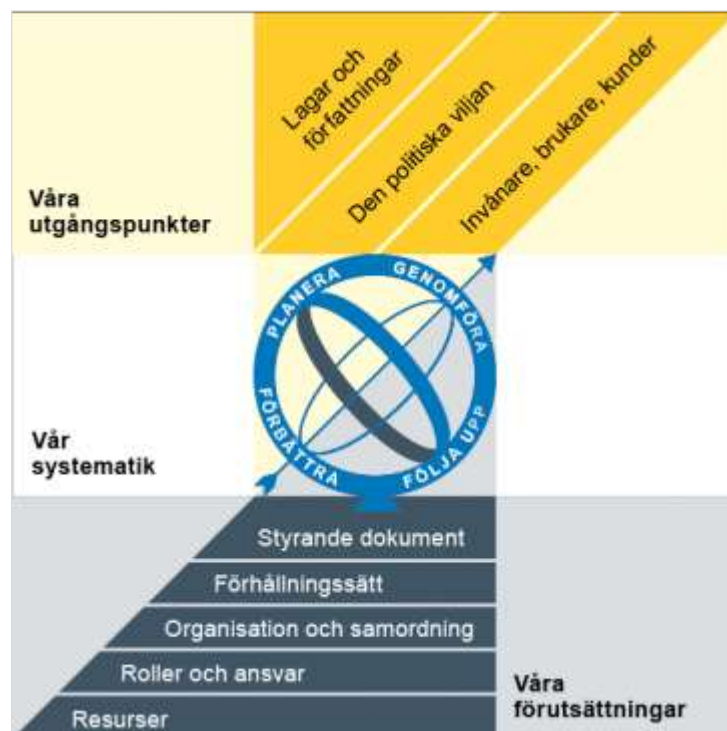 Lagar och
författningar
Den politiska viljan
Invånare, brukare, kunder
Våra
utgångspunkter
PLANERA
GENOMFÖRA
FÖLJA UPP
FÖRBÄTTRA
Vår
systematik
Styrande dokument
Förhållningssätt
Organisation och samordning
Roller och ansvar
Resurser
Våra
förutsättningar